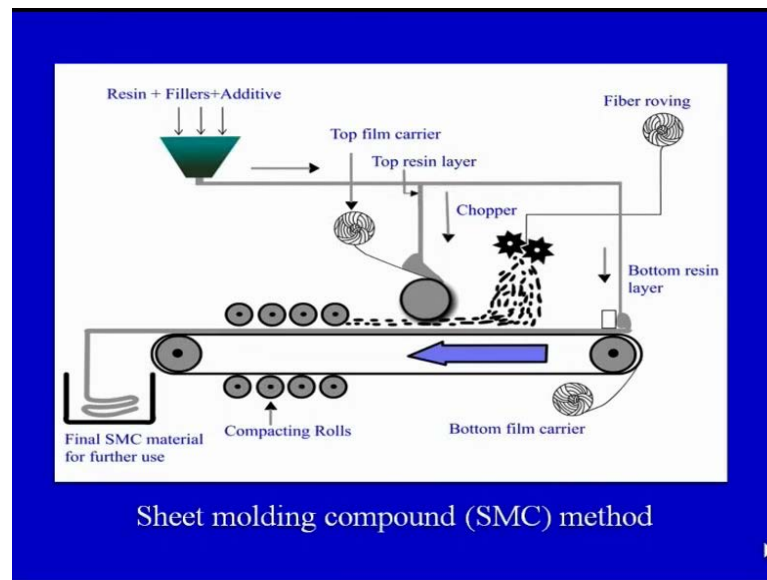 Resin + Fillers+Additive
Fiber roving
Top film carrier
Top resin layer
Chopper
Bottom resin
layer
Final SMC material
for further use
Compacting Rolls
Bottom film carrier
Sheet molding compound (SMC) method